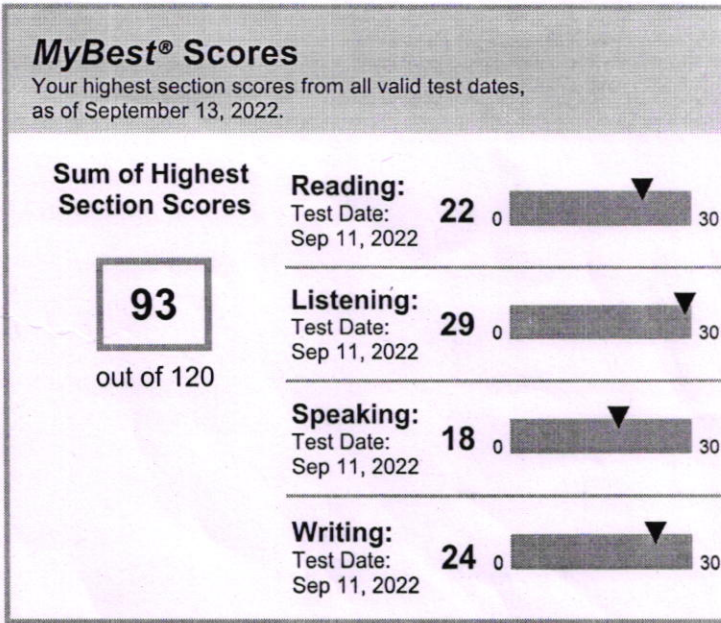 MyBest® Scores
Your highest section scores from all valid test dates,
as of September 13, 2022.
Sum of Highest
Section Scores
93
out of 120
Reading:
Test Date:
Sep 11, 2022
22
0
30
Listening:
Test Date:
Sep 11, 2022
29
0
30
Speaking:
Test Date:
Sep 11, 2022
18
0
30
Writing:
Test Date:
Sep 11, 2022
24
0
30